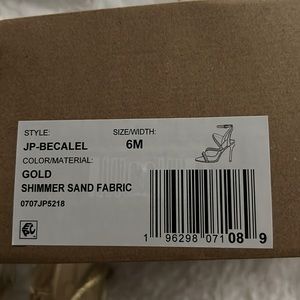 STYLE: SIZE/WIDTH:
JP-BECALEL 6M
COLOR/MATERIAL:
GOLD
SHIMMER SAND FABRIC
0707JP5218
1 96298 07108 9